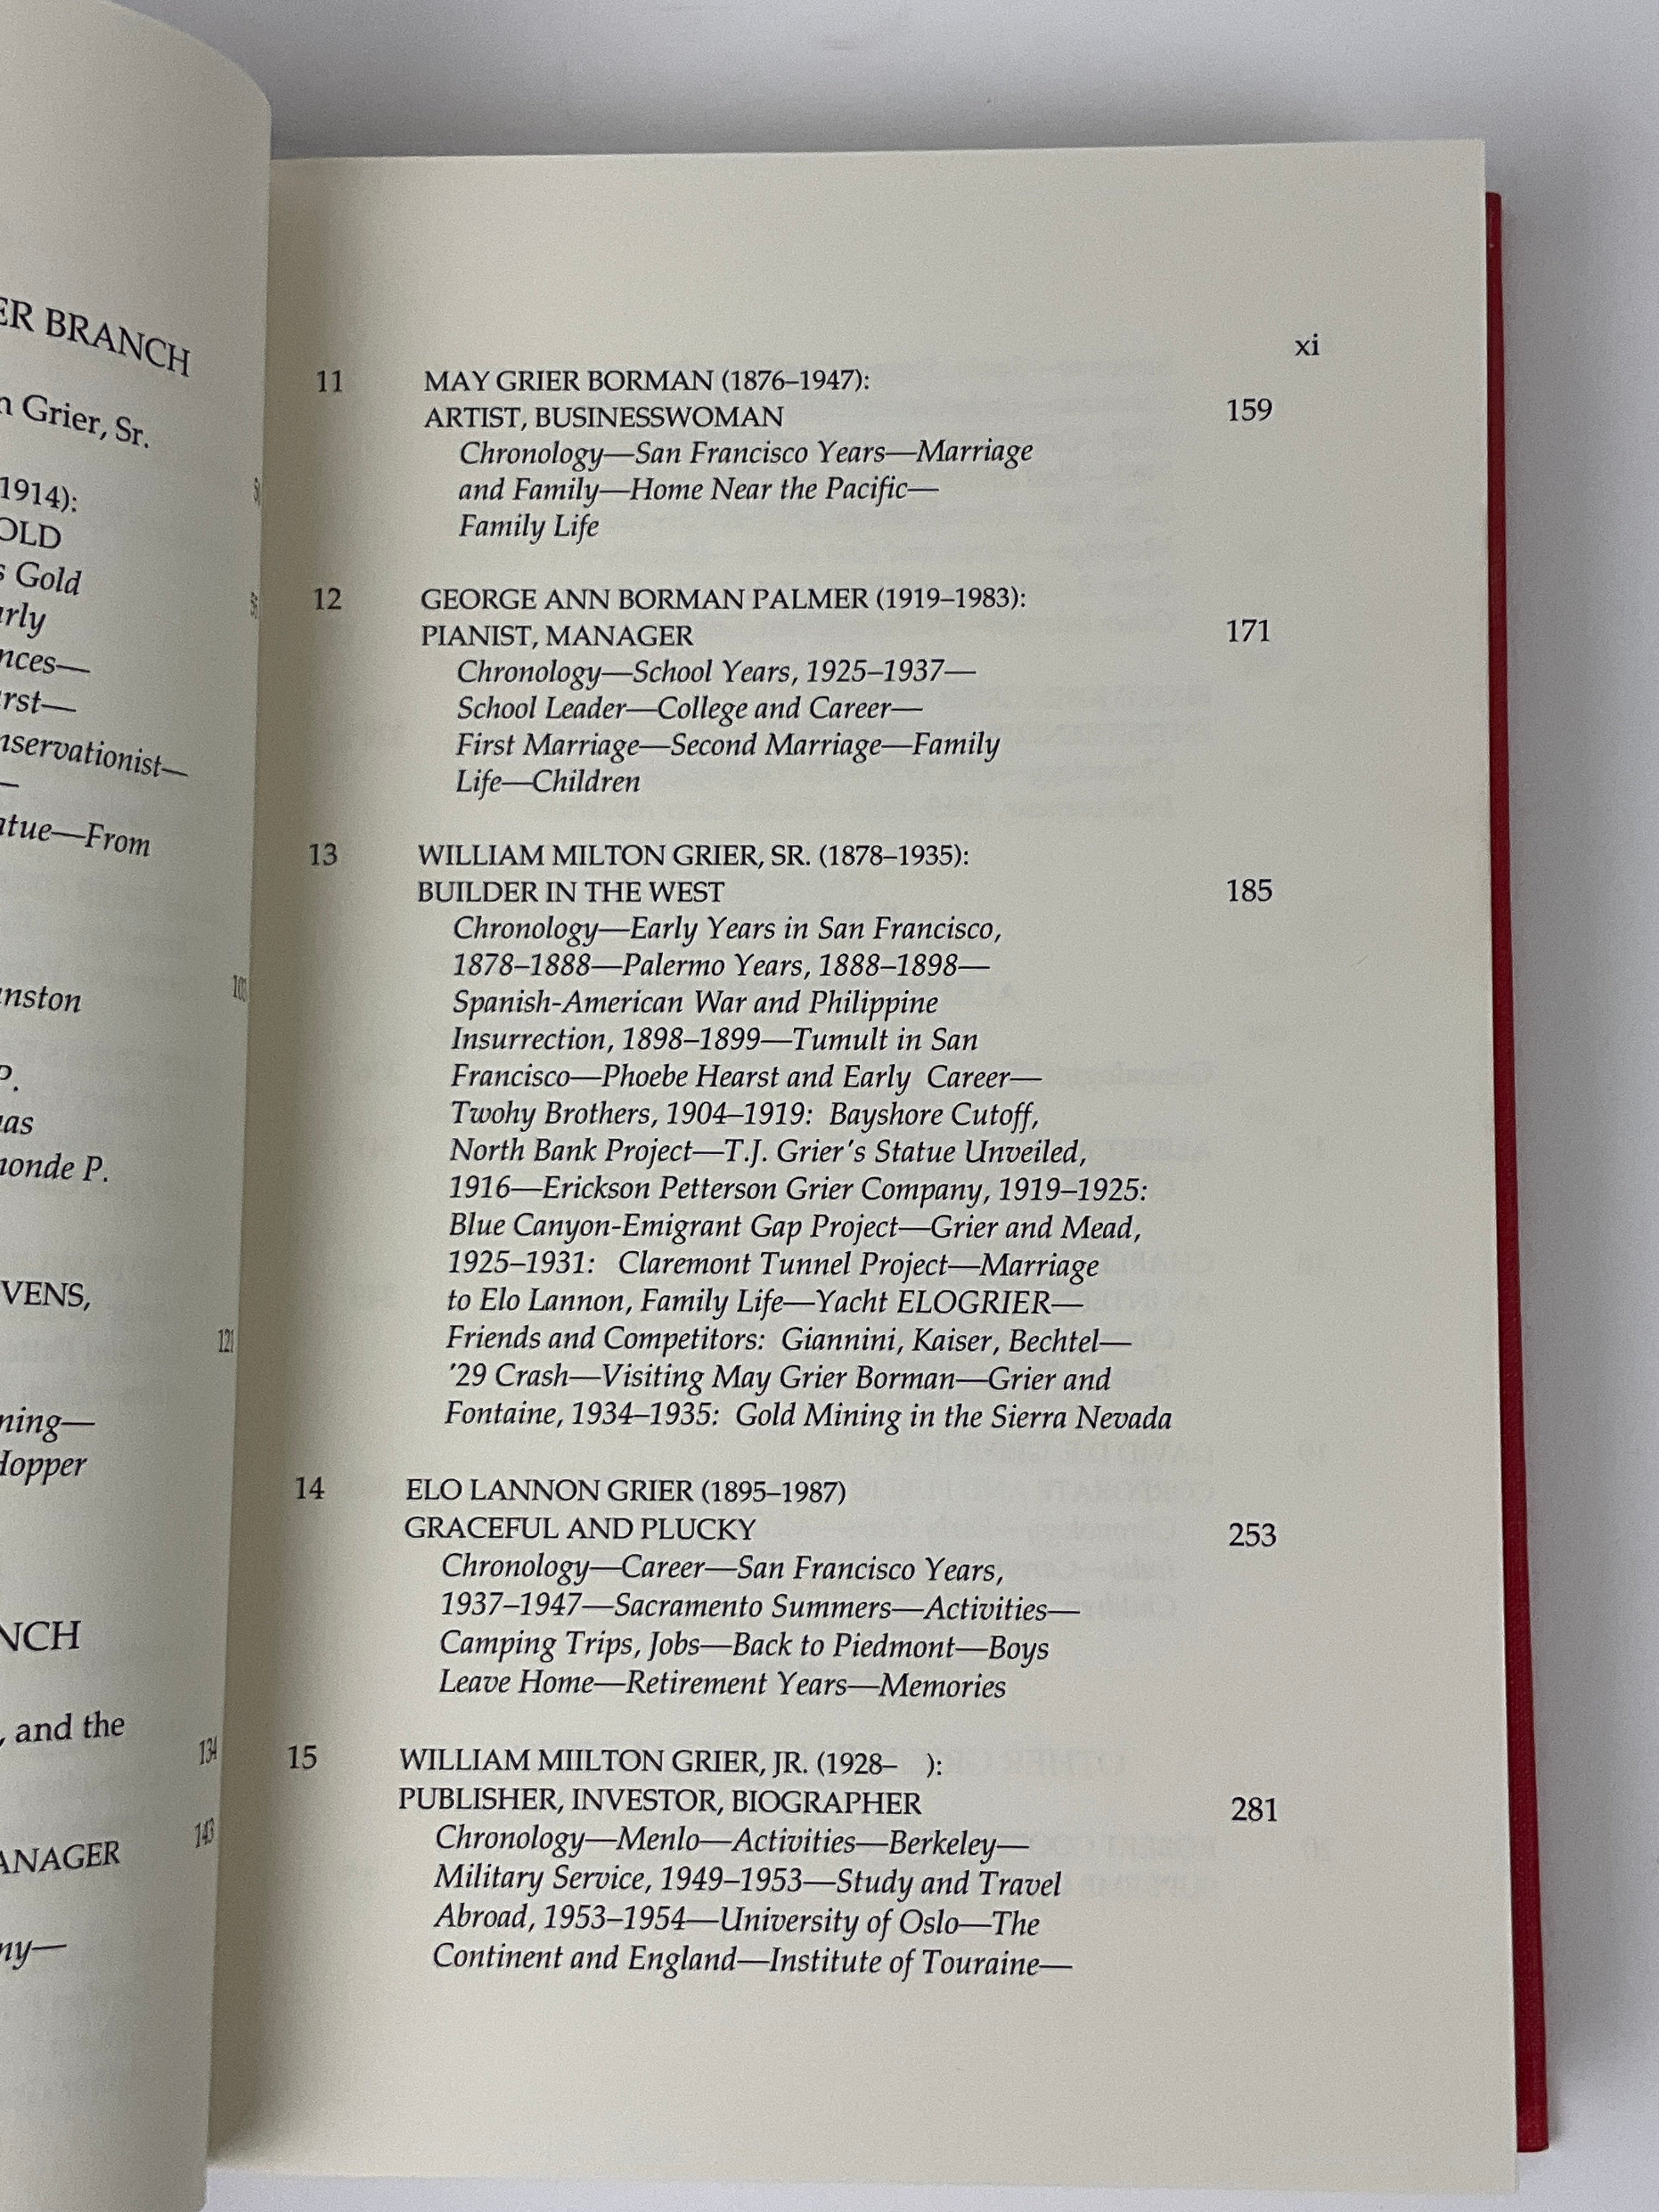 ER BRANCH
Grier, Sr.
1914):
OLD
Gold
nces—
rst—
nservationist—
—
atue—From
nston
P.
as
onde P.
VENS,
121
ning—
Hopper
NCH
, and the
134
143
ANAGER
ny—
xi
11 MAY GRIER BORMAN (1876–1947):
ARTIST, BUSINESSWOMAN 159
Chronology—San Francisco Years—Marriage
and Family—Home Near the Pacific—
Family Life
12 GEORGE ANN BORMAN PALMER (1919–1983):
PIANIST, MANAGER 171
Chronology—School Years, 1925–1937—
School Leader—College and Career—
First Marriage—Second Marriage—Family
Life—Children
13 WILLIAM MILTON GRIER, SR. (1878–1935):
BUILDER IN THE WEST 185
Chronology—Early Years in San Francisco,
1878–1888—Palermo Years, 1888–1898—
Spanish-American War and Philippine
Insurrection, 1898–1899—Tumult in San
Francisco—Phoebe Hearst and Early Career—
Twohy Brothers, 1904–1919: Bayshore Cutoff,
North Bank Project—T.J. Grier's Statue Unveiled,
1916—Erickson Petterson Grier Company, 1919–1925:
Blue Canyon-Emigrant Gap Project—Grier and Mead,
1925–1931: Claremont Tunnel Project—Marriage
to Elo Lannon, Family Life—Yacht ELOGRIER—
Friends and Competitors: Giannini, Kaiser, Bechtel—
'29 Crash—Visiting May Grier Borman—Grier and
Fontaine, 1934–1935: Gold Mining in the Sierra Nevada
14 ELO LANNON GRIER (1895–1987)
GRACEFUL AND PLUCKY 253
Chronology—Career—San Francisco Years,
1937–1947—Sacramento Summers—Activities—
Camping Trips, Jobs—Back to Piedmont—Boys
Leave Home—Retirement Years—Memories
15 WILLIAM MIILTON GRIER, JR. (1928– ):
PUBLISHER, INVESTOR, BIOGRAPHER 281
Chronology—Menlo—Activities—Berkeley—
Military Service, 1949–1953—Study and Travel
Abroad, 1953–1954—University of Oslo—The
Continent and England—Institute of Touraine—